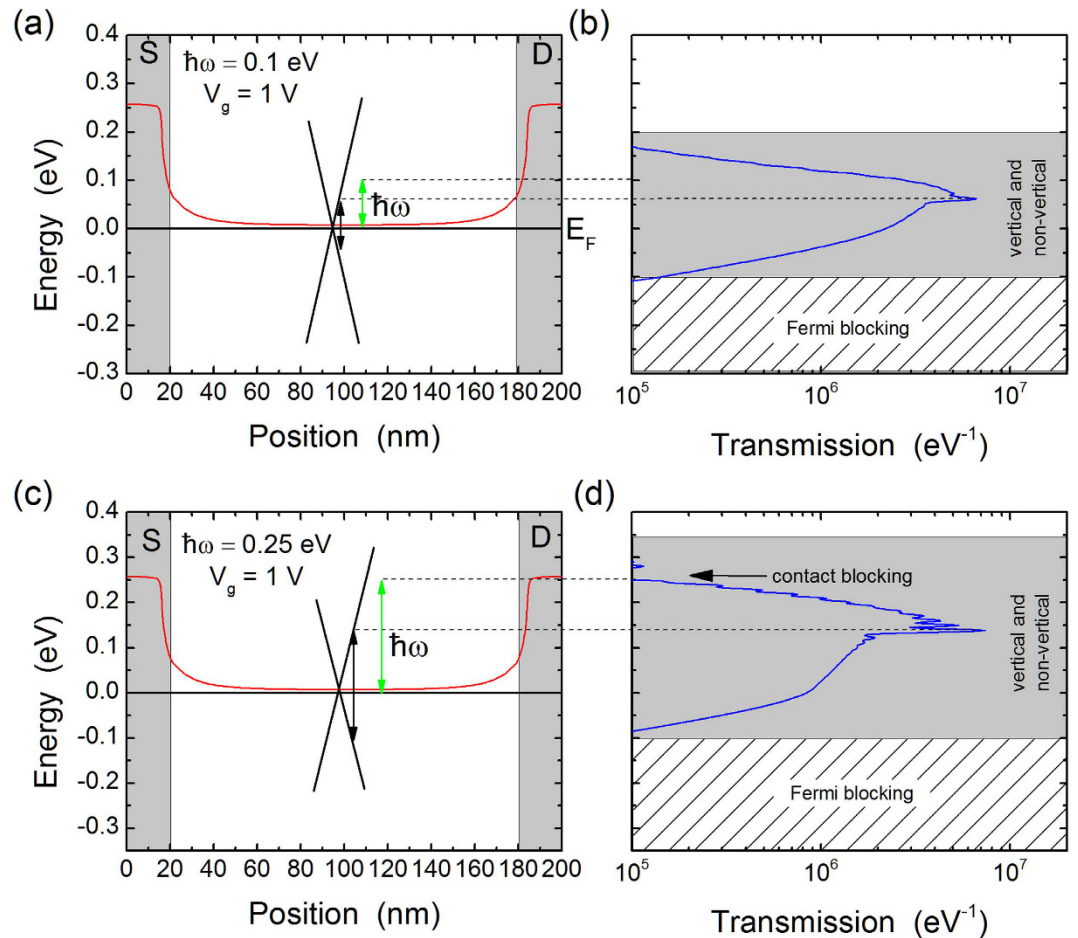 (a)
0.4
0.3
0.2
0.1
0.0
-0.1
-0.2
-0.3
Energy (eV)
S
D
ħω = 0.1 eV
V_g = 1 V
ħω
E_F
0 20 40 60 80 100 120 140 160 180 200
Position (nm)
(b)
vertical and
non-vertical
Fermi blocking
10^5 10^6 10^7
Transmission (eV^-1)
(c)
0.4
0.3
0.2
0.1
0.0
-0.1
-0.2
-0.3
Energy (eV)
S
D
ħω = 0.25 eV
V_g = 1 V
ħω
0 20 40 60 80 100 120 140 160 180 200
Position (nm)
(d)
contact blocking
vertical and
non-vertical
Fermi blocking
10^5 10^6 10^7
Transmission (eV^-1)